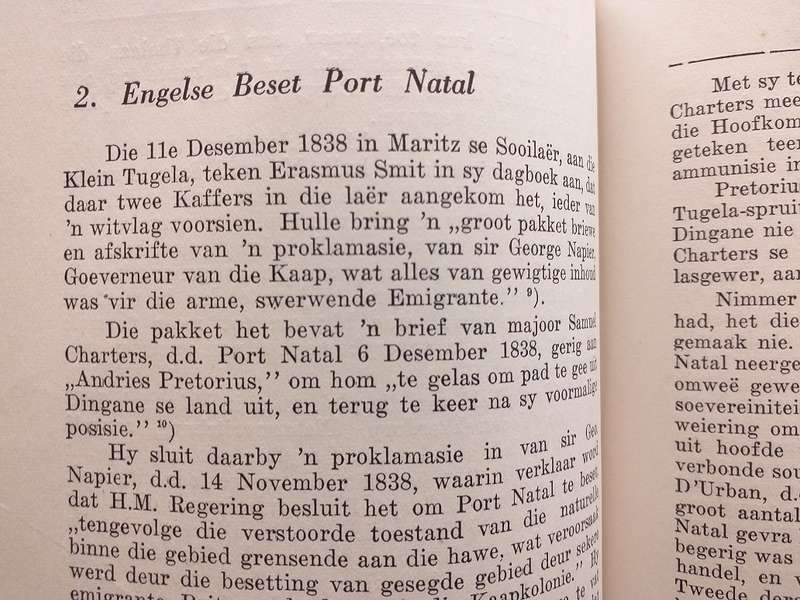 2. Engelse Beset Port Natal
Die 11e Desember 1838 in Maritz se Sooilaër, aan die
Klein Tugela, teken Erasmus Smit in sy dagboek aan, dat
daar twee Kaffers in die laër aangekom het, ieder van
'n witvlag voorsien. Hulle bring 'n „groot pakket briewe
en afskrifte van 'n proklamasie, van sir George Napier,
Goeverneur van die Kaap, wat alles van gewigtige inhoud
was vir die arme, swerwende Emigrante.” ⁹).
Die pakket het bevat 'n brief van majoor Samuel
Charters, d.d. Port Natal 6 Desember 1838, gerig aan
„Andries Pretorius,” om hom „te gelas om pad te gee uit
Dingane se land uit, en terug te keer na sy voormalige
posisie.” ¹⁰)
Hy sluit daarby 'n proklamasie in van sir Geo.
Napier, d.d. 14 November 1838, waarin verklaar word
dat H.M. Regering besluit het om Port Natal te beset,
„tengevolge die verstoorde toestand van die naturelle
binne die gebied grensende aan die hawe, wat veroorsaak
werd deur die besetting van gesegde gebied deur sekere
emigrante
Met sy te
Charters mee
die Hoofkom
geteken teen
ammunisie in
Pretorius
Tugela-spruit
Dingane nie
Charters se
lasgewer, aan
Nimmer
had, het die
gemaak nie.
Natal neerge
omweë gewe
soevereiniteit
weiering om
uit hoofde
verbonde sou
D'Urban, d.
groot aantal
Natal gevra
begerig was
handel, en v
Tweede